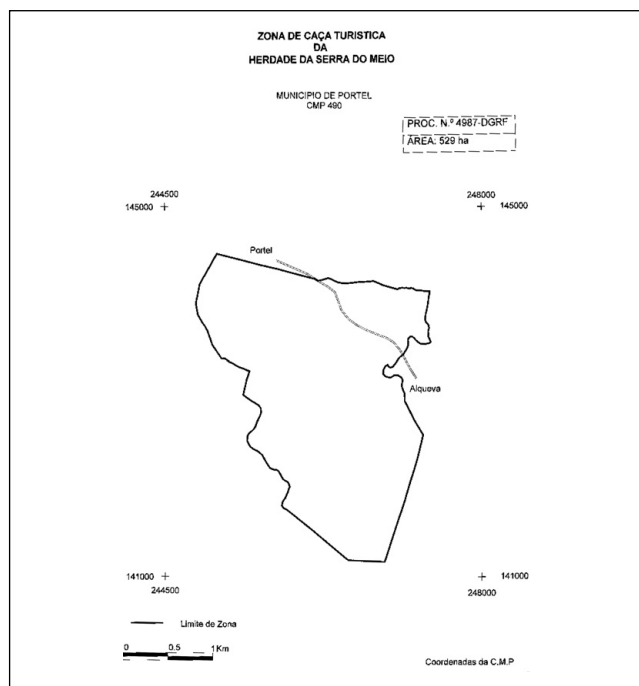 ZONA DE CAÇA TURISTICA
DA
HERDADE DA SERRA DO MEIO
MUNICIPIO DE PORTEL
CMP 490
PROC. N.º 4987-DGRF
ÁREA: 529 ha
244500
248000
145000
145000
Portel
Alqueva
141000
141000
244500
248000
Limite de Zona
0 0.5 1Km
Coordenadas da C.M.P